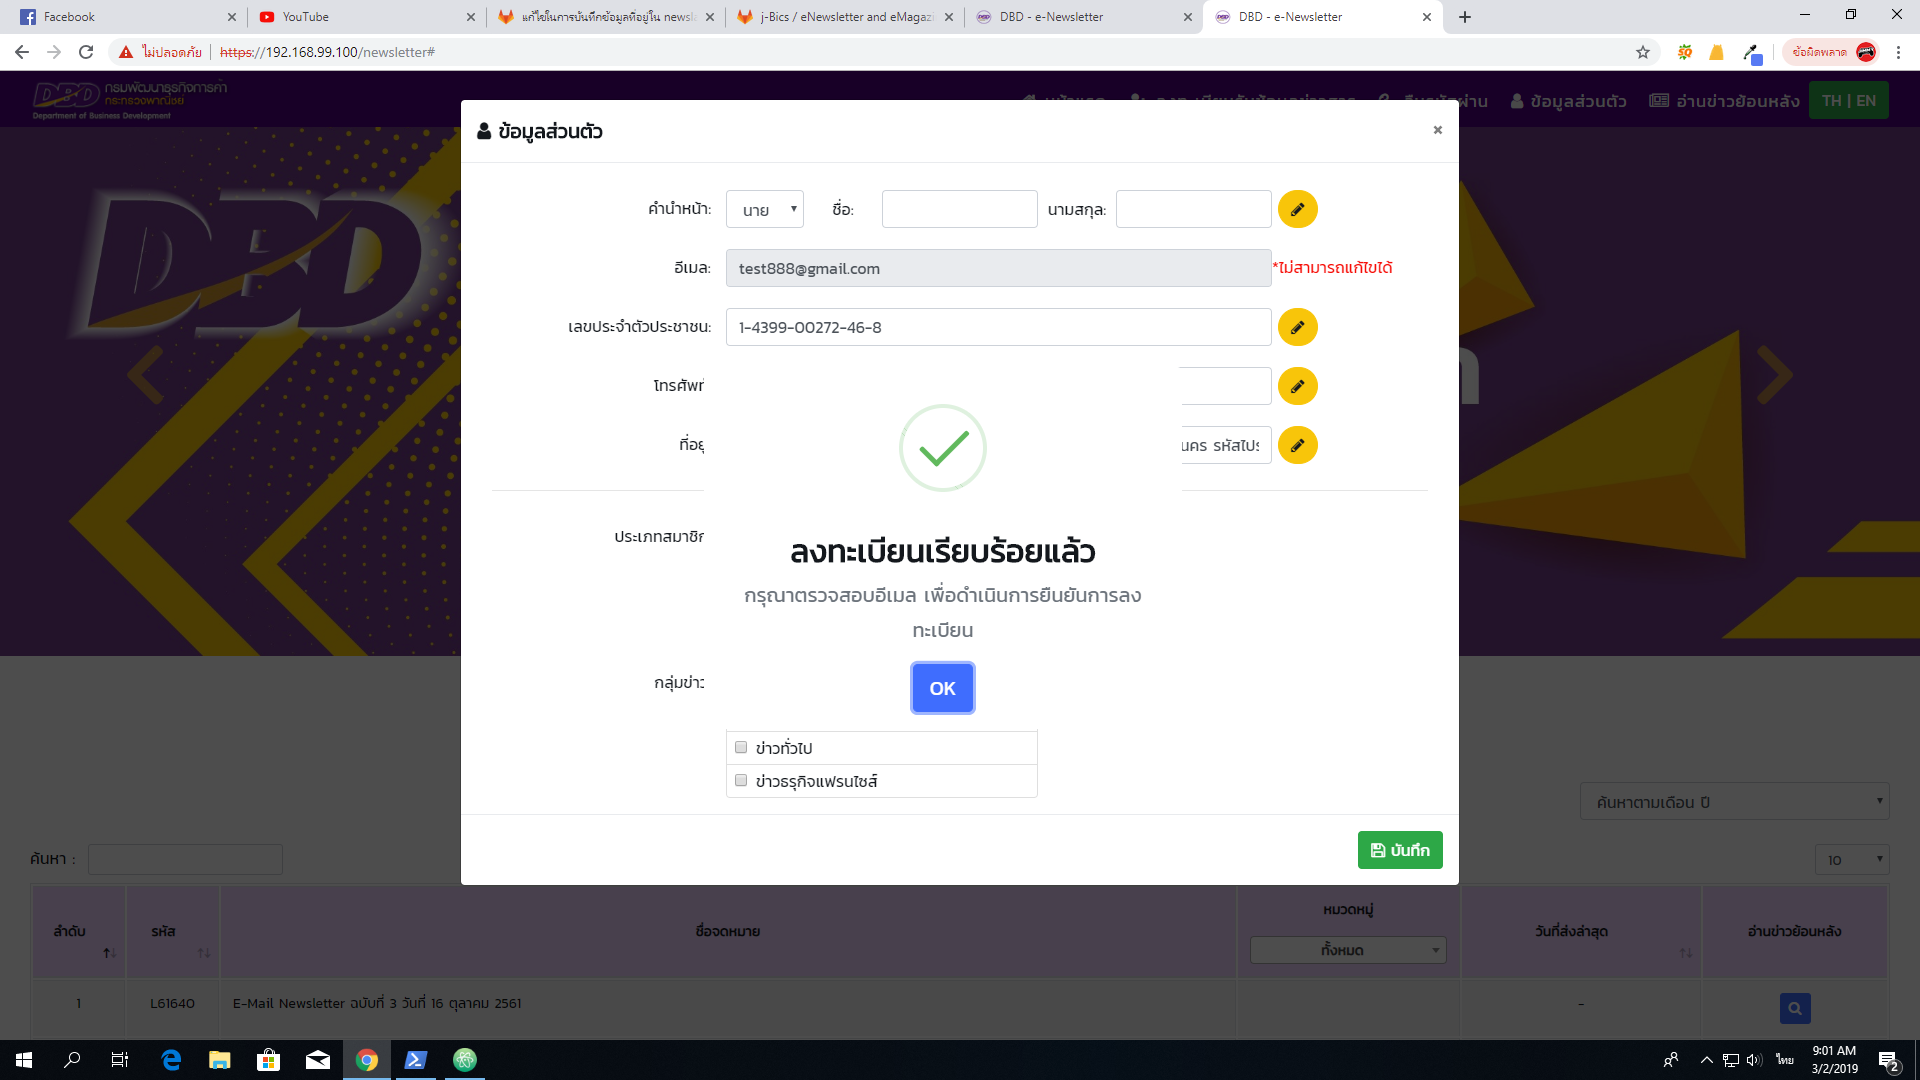 Facebook
YouTube
แก้ไขในการบันทึกข้อมูลที่อยู่ใน newsl
j-Bics / eNewsletter and eMagazi
DBD - e-Newsletter
DBD - e-Newsletter
ไม่ปลอดภัย
https://192.168.99.100/newsletter#
ข้อผิดพลาด
DBD กรมพัฒนาธุรกิจการค้า
กระทรวงพาณิชย์
Department of Business Development
ข้อมูลส่วนตัว
อ่านข่าวย้อนหลัง
TH | EN
DBD
ข้อมูลส่วนตัว
×
คำนำหน้า: นาย ชื่อ: นามสกุล:
อีเมล: test888@gmail.com *ไม่สามารถแก้ไขได้
เลขประจำตัวประชาชน: 1-4399-00272-46-8
โทรศัพท์
ที่อยู่
นคร รหัสไปร
ประเภทสมาชิก
ลงทะเบียนเรียบร้อยแล้ว
กรุณาตรวจสอบอีเมล เพื่อดำเนินการยืนยันการลง
ทะเบียน
OK
กลุ่มข่าว
ข่าวทั่วไป
ข่าวธรุกิจแฟรนไชส์
บันทึก
ค้นหาตามเดือน ปี
ค้นหา :
10
ลำดับ รหัส ชื่อจดหมาย หมวดหมู่ วันที่ส่งล่าสุด อ่านข่าวย้อนหลัง
ทั้งหมด
1 L61640 E-Mail Newsletter ฉบับที่ 3 วันที่ 16 ตุลาคม 2561 -
ไทย
9:01 AM
3/2/2019
2